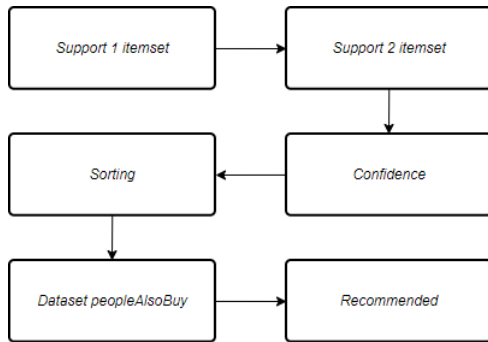 Support 1 itemset
Support 2 itemset
Sorting
Confidence
Dataset peopleAlsoBuy
Recommended